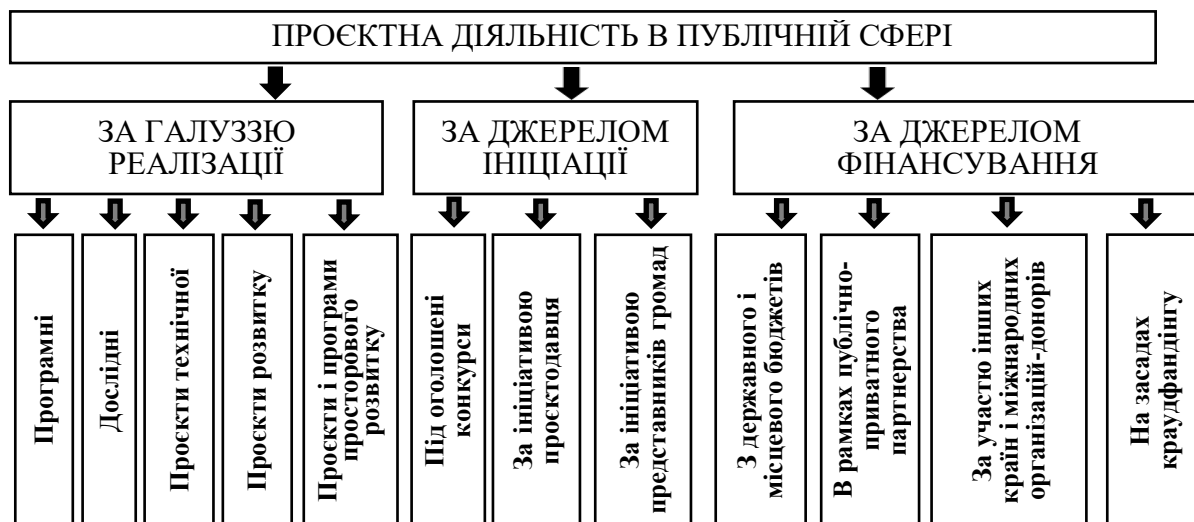 ПРОЄКТНА ДІЯЛЬНІСТЬ В ПУБЛІЧНІЙ СФЕРІ
ЗА ГАЛУЗЗЮ
РЕАЛІЗАЦІЇ
ЗА ДЖЕРЕЛОМ
ІНІЦІАЦІЇ
ЗА ДЖЕРЕЛОМ
ФІНАНСУВАННЯ
Програмні
Дослідні
Проєкти технічної
Проєкти розвитку
Проєкти і програми
просторового
розвитку
Під оголошені
конкурси
За ініціативою
проєктодавця
За ініціативою
представників громад
З державного і
місцевого бюджетів
В рамках публічно-
приватного
партнерства
За участю інших
країн і міжнародних
організацій-донорів
На засадах
краудфандінгу